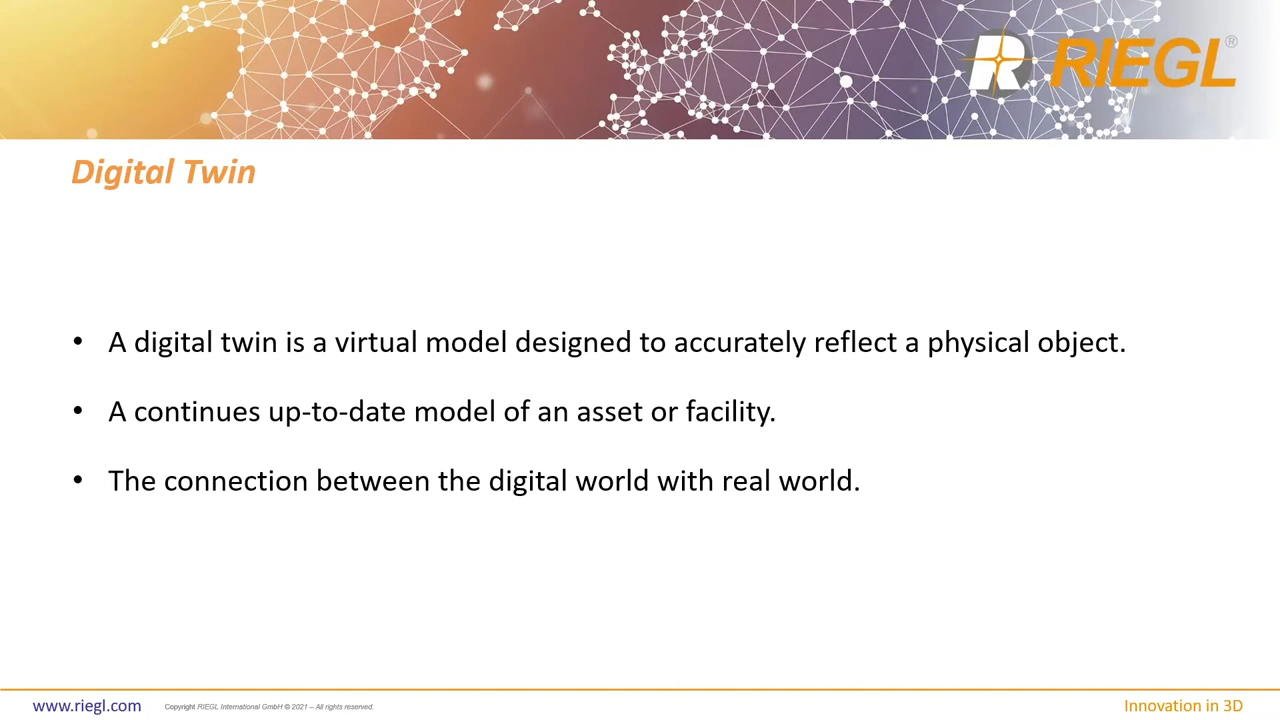 RIEGL®
Digital Twin
• A digital twin is a virtual model designed to accurately reflect a physical object.
• A continues up-to-date model of an asset or facility.
• The connection between the digital world with real world.
www.riegl.com
Copyright RIEGL International GmbH © 2021 – All rights reserved.
Innovation in 3D